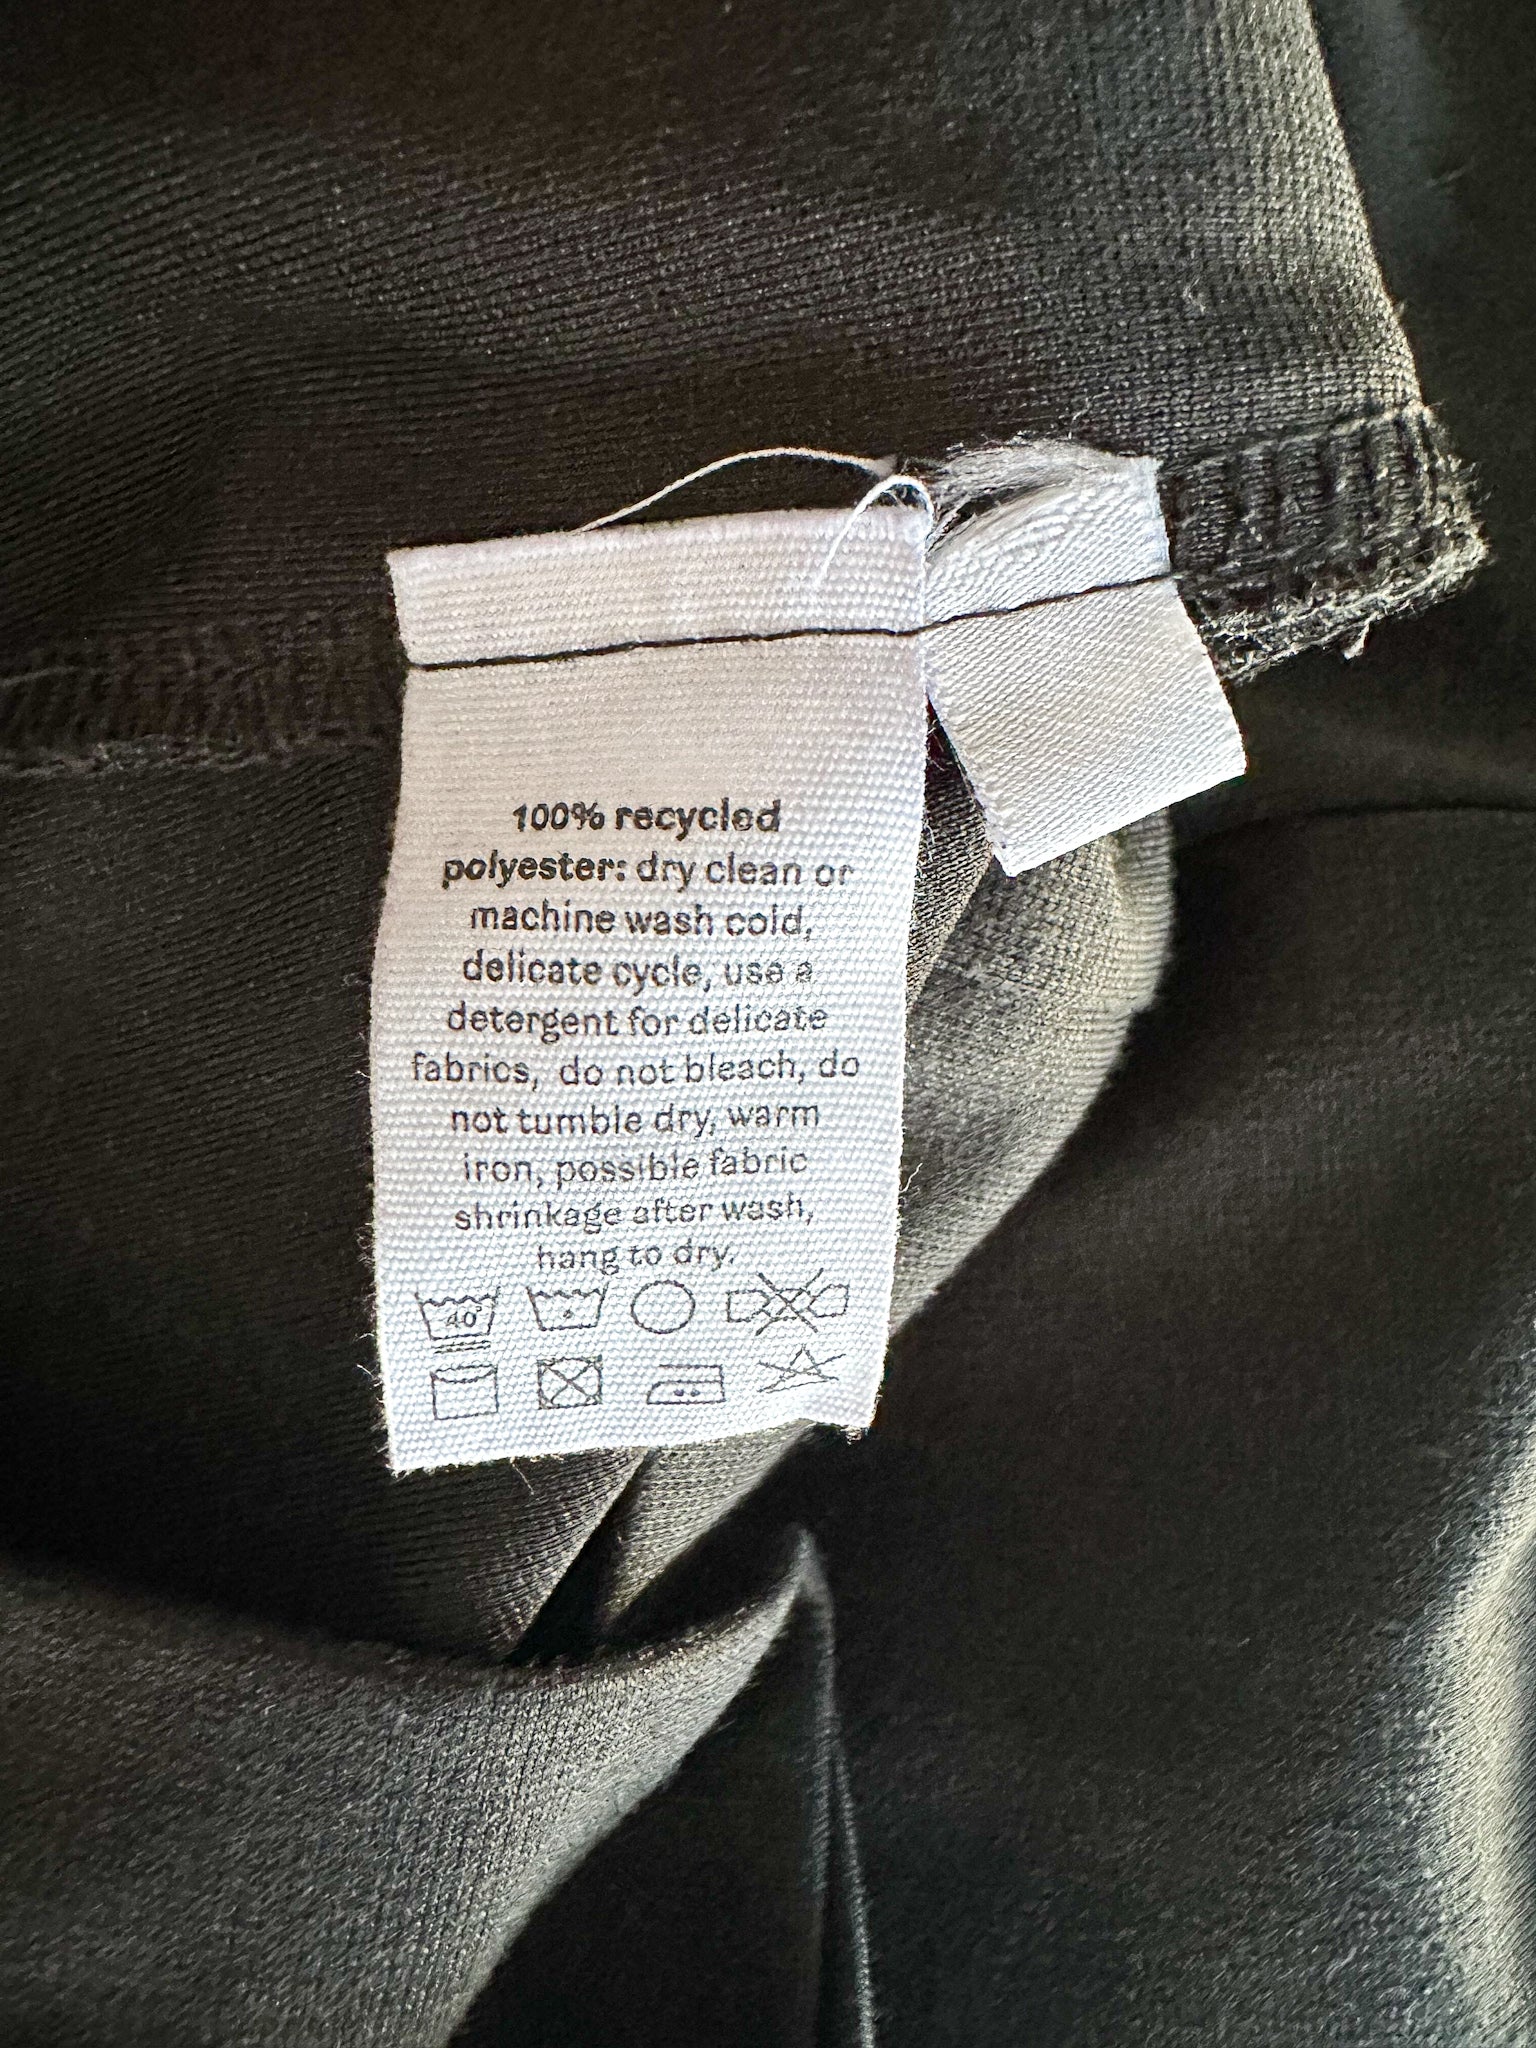 100% recycled
polyester: dry clean or
machine wash cold,
delicate cycle, use a
detergent for delicate
fabrics, do not bleach, do
not tumble dry, warm
iron, possible fabric
shrinkage after wash,
hang to dry.
40°